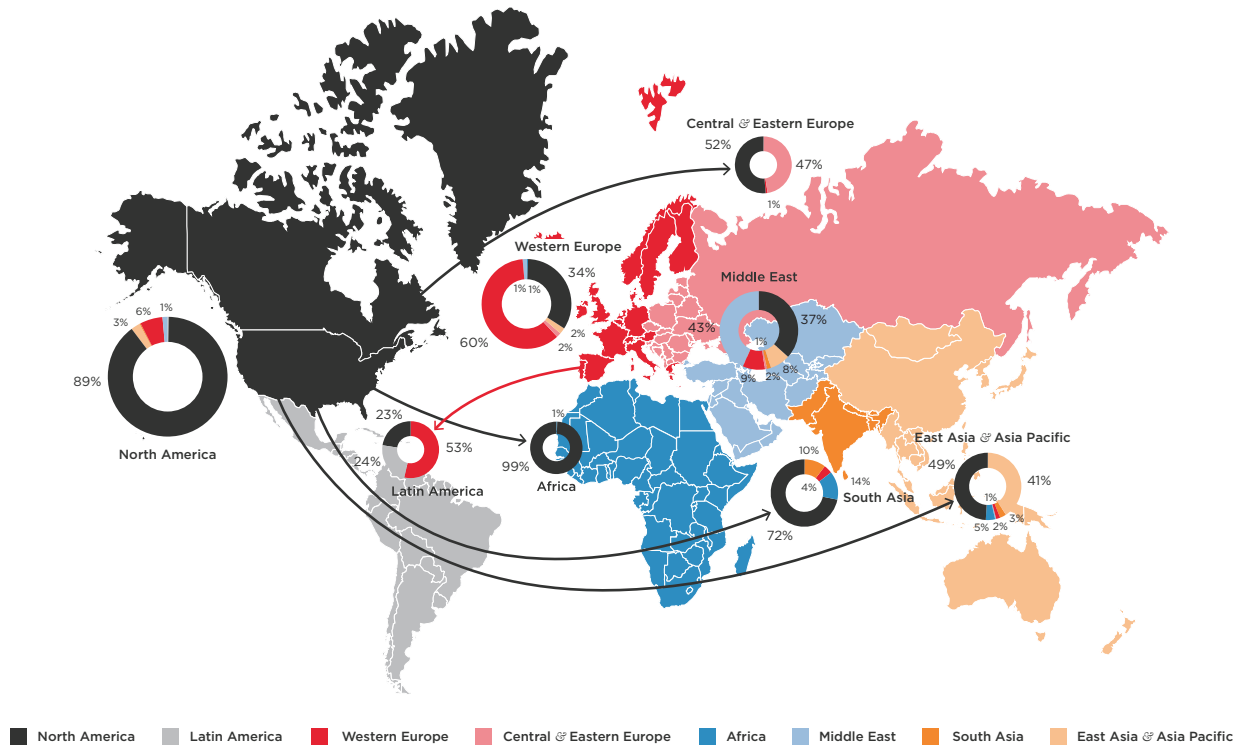 Central & Eastern Europe
52%
47%
1%
Western Europe
34%
1% 1%
2%
2%
60%
Middle East
43%
37%
1%
8%
2%
9%
3%
6%
1%
89%
North America
23%
53%
24%
Latin America
1%
99%
Africa
10%
14%
4%
South Asia
72%
East Asia & Asia Pacific
49%
41%
1%
3%
5%
2%
North America
Latin America
Western Europe
Central & Eastern Europe
Africa
Middle East
South Asia
East Asia & Asia Pacific